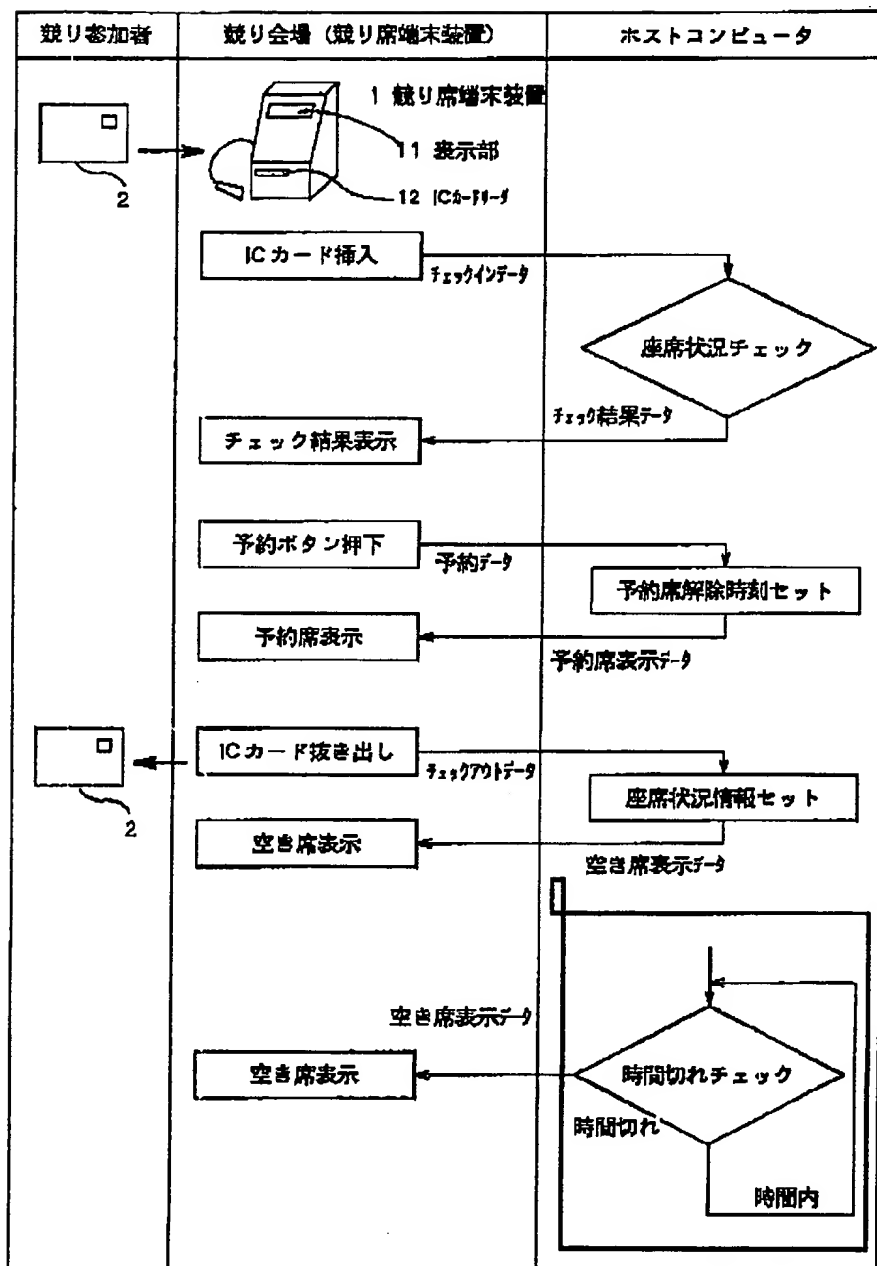 競り参加者
競り会場（競り席端末装置）
ホストコンピュータ
1 競り席端末装置
11 表示部
12 ICカードリーダ
2
ICカード挿入
チェックインデータ
座席状況チェック
チェック結果データ
チェック結果表示
予約ボタン押下
予約データ
予約席解除時刻セット
予約席表示
予約席表示データ
ICカード抜き出し
チェックアウトデータ
2
座席状況情報セット
空き席表示
空き席表示データ
空き席表示データ
空き席表示
時間切れチェック
時間切れ
時間内